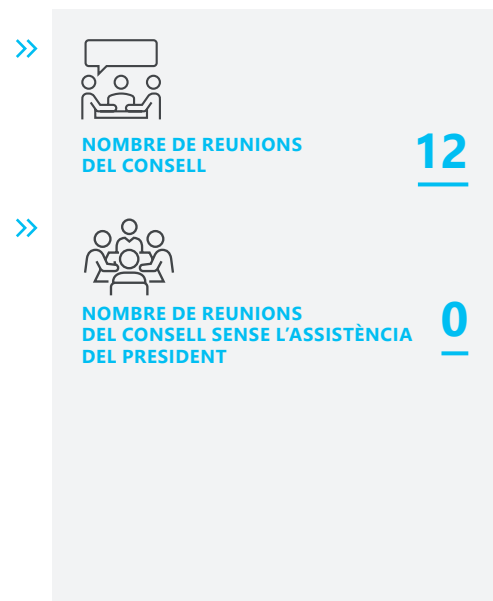 NOMBRE DE REUNIONS
DEL CONSELL
12
NOMBRE DE REUNIONS
DEL CONSELL SENSE L’ASSISTÈNCIA
DEL PRESIDENT
0